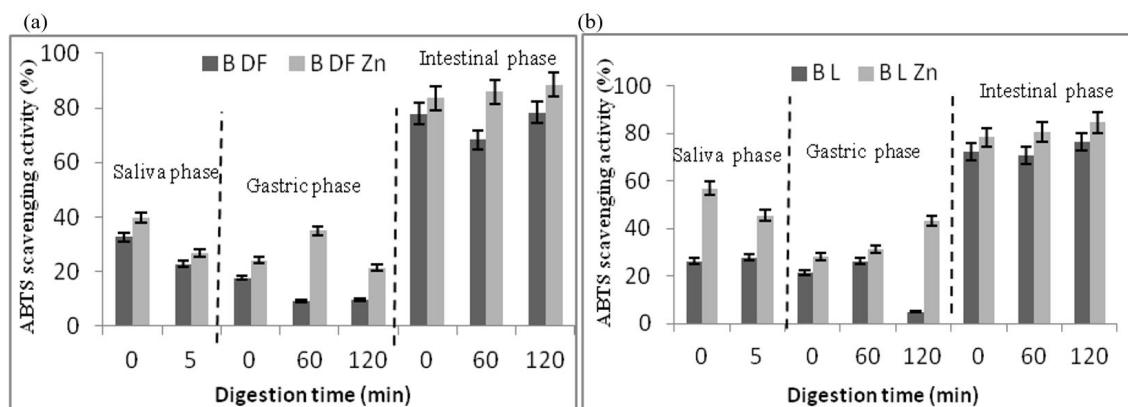 (a)
B DF B DF Zn
Intestinal phase
Saliva phase
Gastric phase
ABTS scavenging activity (%)
100
80
60
40
20
0
0 5 0 60 120 0 60 120
Digestion time (min)
(b)
B L B L Zn
Intestinal phase
Saliva phase
Gastric phase
ABTS scavenging activity (%)
100
80
60
40
20
0
0 5 0 60 120 0 60 120
Digestion time (min)